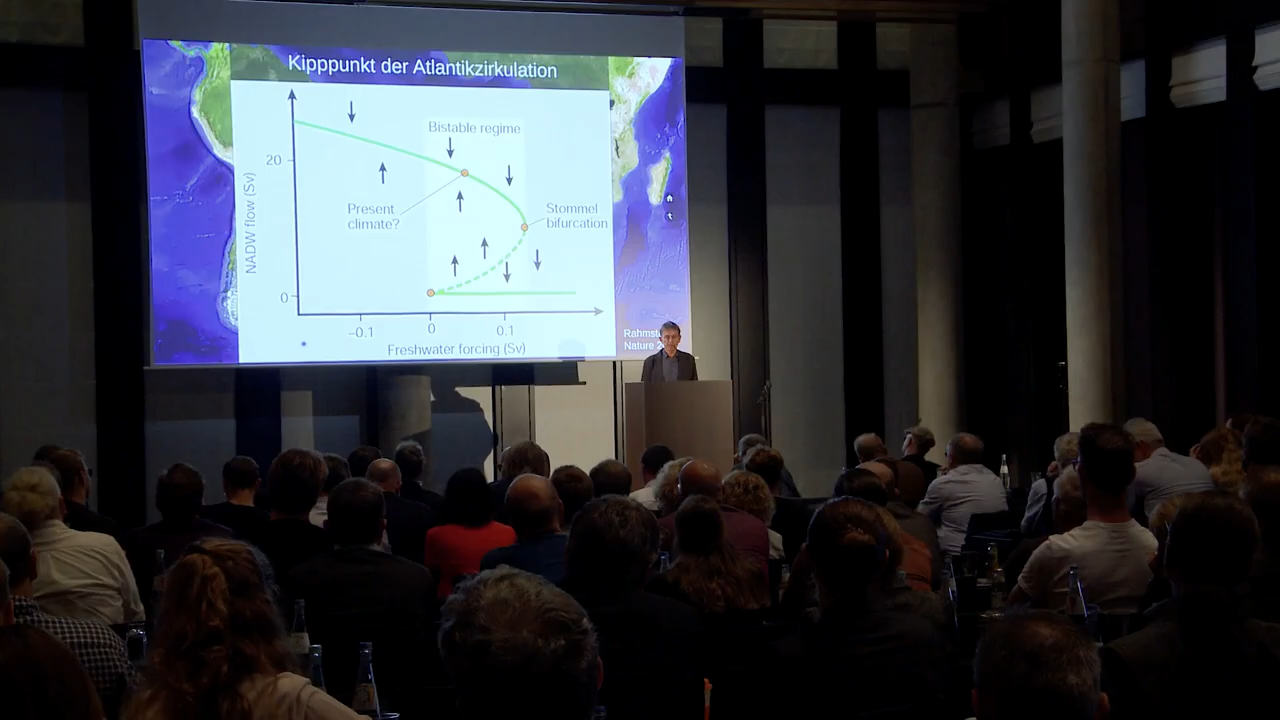 Kipppunkt der Atlantikzirkulation
Bistable regime
20
Present
climate?
Stommel
bifurcation
NADW flow (Sv)
0
–0.1
0
0.1
Freshwater forcing (Sv)
Nature